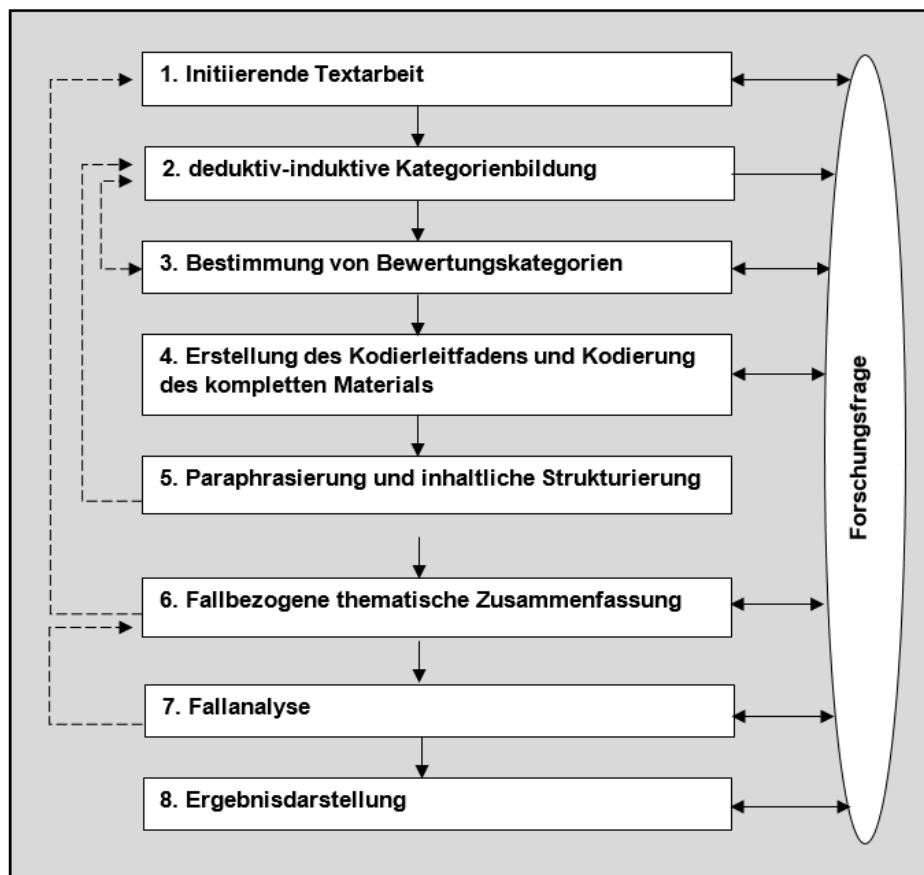 1. Initiierende Textarbeit
2. deduktiv-induktive Kategorienbildung
3. Bestimmung von Bewertungskategorien
4. Erstellung des Kodierleitfadens und Kodierung
des kompletten Materials
5. Paraphrasierung und inhaltliche Strukturierung
6. Fallbezogene thematische Zusammenfassung
7. Fallanalyse
8. Ergebnisdarstellung
Forschungsfrage